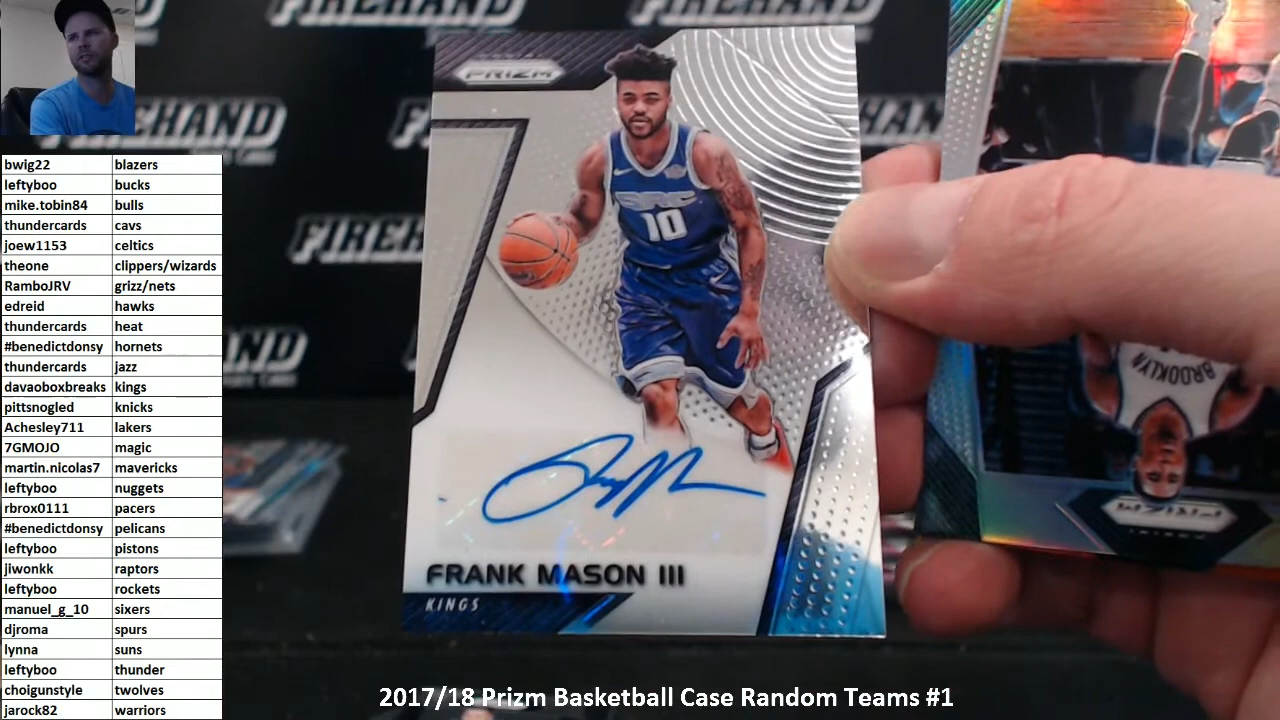 FIREHAND
FIREHAND
FIREHAND
FIREHAND
PRIZM
SAC
10
FRANK MASON III
KINGS
BROOKLYN
PRIZM
bwig22 blazers
leftyboo bucks
mike.tobin84 bulls
thundercards cavs
joew1153 celtics
theone clippers/wizards
RamboJRV grizz/nets
edreid hawks
thundercards heat
#benedictdonsy hornets
thundercards jazz
davaoboxbreaks kings
pittsnogled knicks
Achesley711 lakers
7GMOJO magic
martin.nicolas7 mavericks
leftyboo nuggets
rbrox0111 pacers
#benedictdonsy pelicans
leftyboo pistons
jiwonkk raptors
leftyboo rockets
manuel_g_10 sixers
djroma spurs
lynna suns
leftyboo thunder
choigunstyle twolves
jarock82 warriors
2017/18 Prizm Basketball Case Random Teams #1